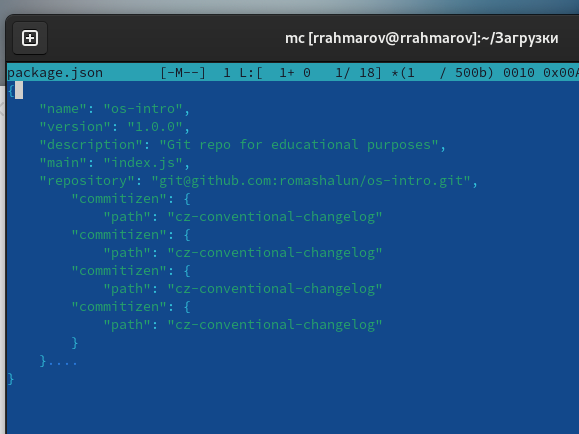 mc [rrahmarov@rrahmarov]:~/Загрузки
package.json [-M--] 1 L:[ 1+ 0 1/ 18] *(1 / 500b) 0010 0x00A
{
"name": "os-intro",
"version": "1.0.0",
"description": "Git repo for educational purposes",
"main": "index.js",
"repository": "git@github.com:romashalun/os-intro.git",
"commitizen": {
"path": "cz-conventional-changelog"
"commitizen": {
"path": "cz-conventional-changelog"
"commitizen": {
"path": "cz-conventional-changelog"
"commitizen": {
"path": "cz-conventional-changelog"
}
}....
}